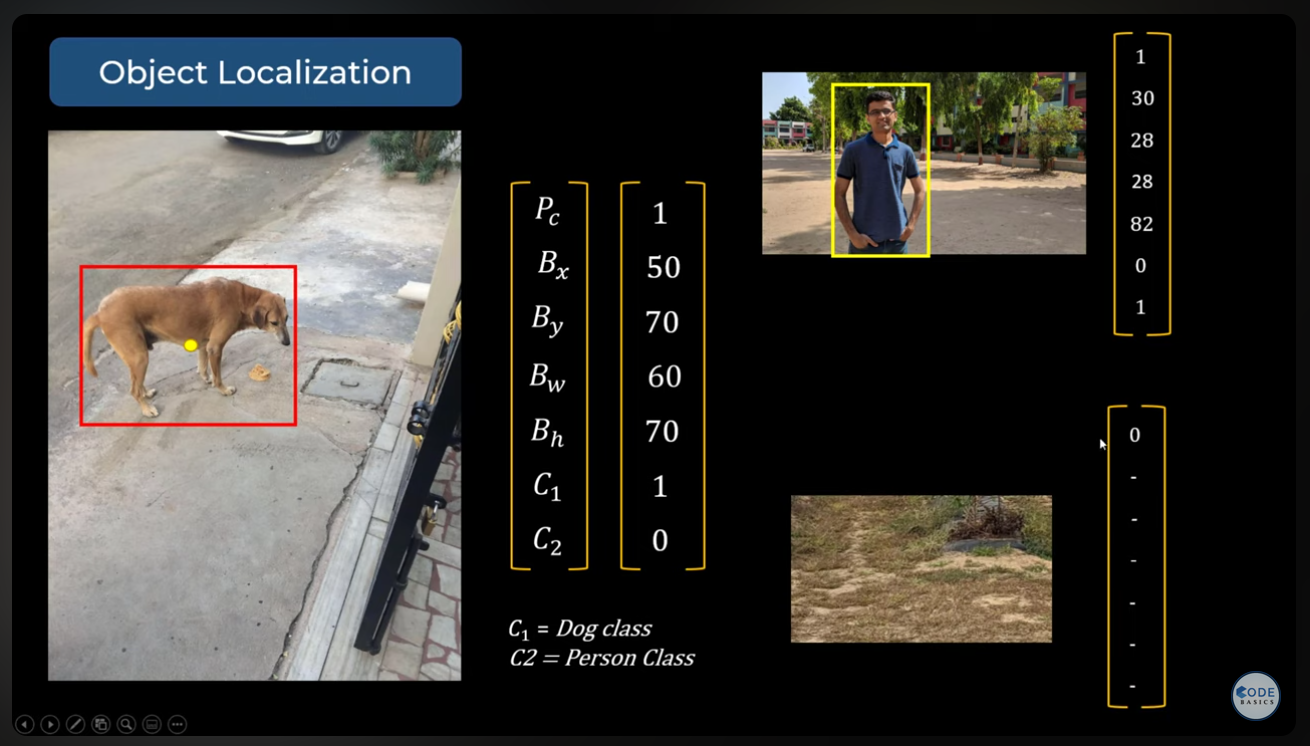 Object Localization
P_c
B_x
B_y
B_w
B_h
C_1
C_2
1
50
70
60
70
1
0
C_1 = Dog class
C2 = Person Class
1
30
28
28
82
0
1
0
-
-
-
-
-
-
CODE
BASICS